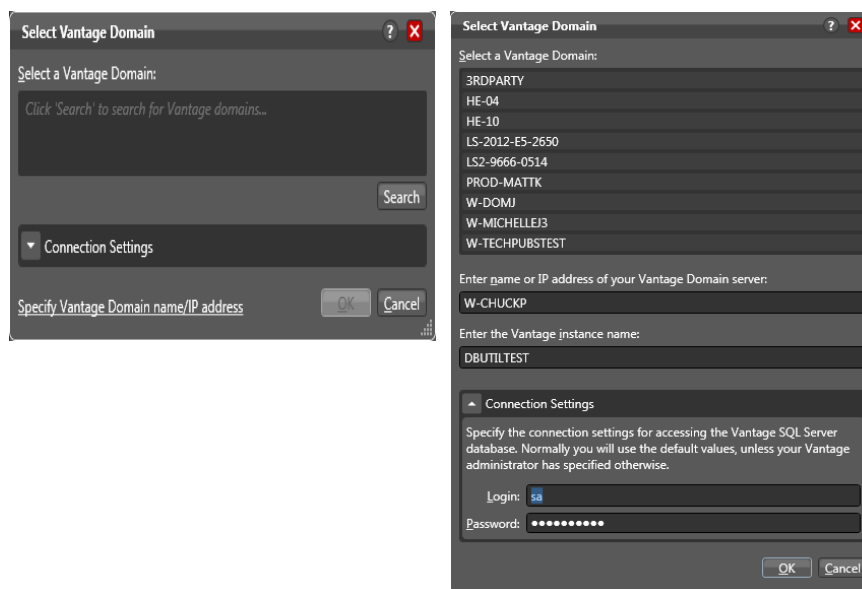 Select Vantage Domain
?
X
Select a Vantage Domain:
Click 'Search' to search for Vantage domains...
Search
Connection Settings
Specify Vantage Domain name/IP address
OK
Cancel
Select Vantage Domain
?
X
Select a Vantage Domain:
3RDPARTY
HE-04
HE-10
LS-2012-E5-2650
LS2-9666-0514
PROD-MATTK
W-DOMJ
W-MICHELLEJ3
W-TECHPUBSTEST
Enter name or IP address of your Vantage Domain server:
W-CHUCKP
Enter the Vantage instance name:
DBUTILTEST
Connection Settings
Specify the connection settings for accessing the Vantage SQL Server
database. Normally you will use the default values, unless your Vantage
administrator has specified otherwise.
Login: sa
Password: ••••••••••
OK
Cancel